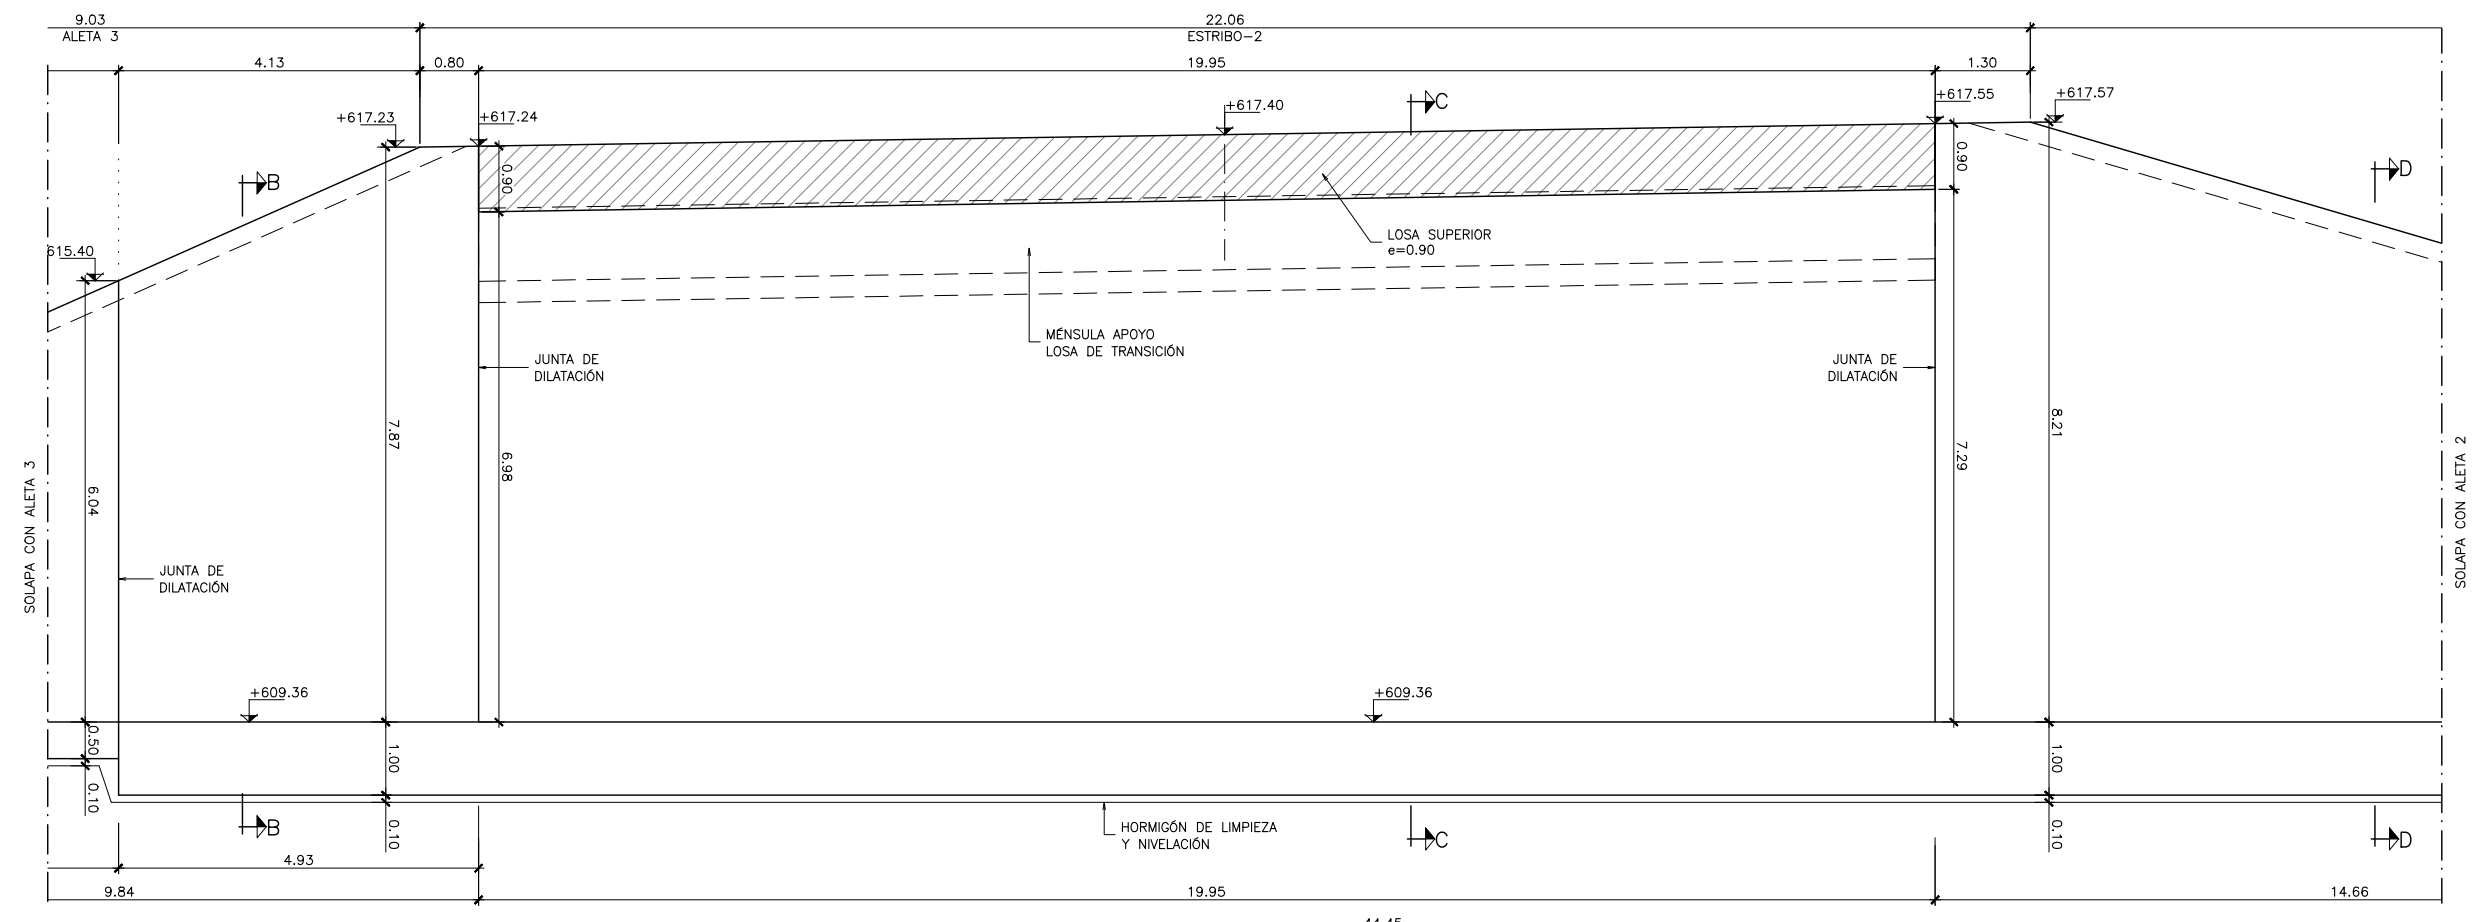 9.03
ALETA 3
22.06
ESTRIBO-2
4.13
0.80
19.95
1.30
+617.23
+617.24
+617.40
C
+617.55
+617.57
B
D
0.90
0.90
615.40
LOSA SUPERIOR
e=0.90
MÉNSULA APOYO
LOSA DE TRANSICIÓN
JUNTA DE
DILATACIÓN
JUNTA DE
DILATACIÓN
7.87
6.98
8.21
7.29
6.04
SOLAPA CON ALETA 3
SOLAPA CON ALETA 2
JUNTA DE
DILATACIÓN
+609.36
+609.36
0.50
1.00
1.00
0.10
B
0.10
HORMIGÓN DE LIMPIEZA
Y NIVELACIÓN
C
0.10
D
4.93
9.84
19.95
14.66